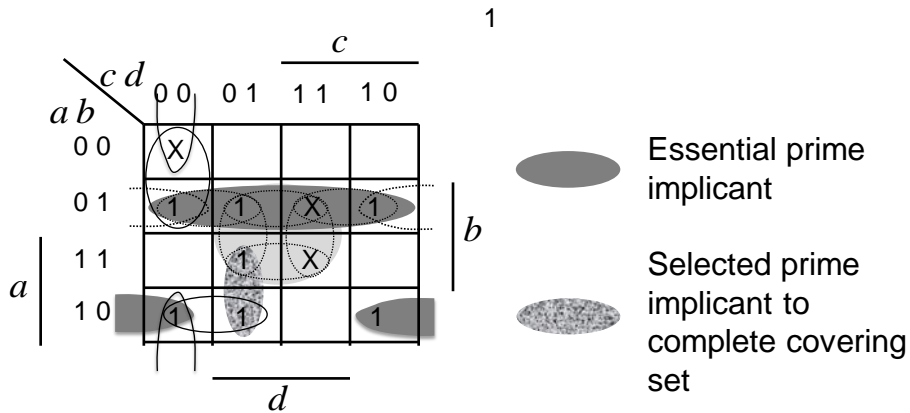 1
c
c d
0 0 0 1 1 1 1 0
a b
0 0 X
0 1 1 1 X 1
1 1 1 X
1 0 1 1 1
a
b
d
Essential prime
implicant
Selected prime
implicant to
complete covering
set